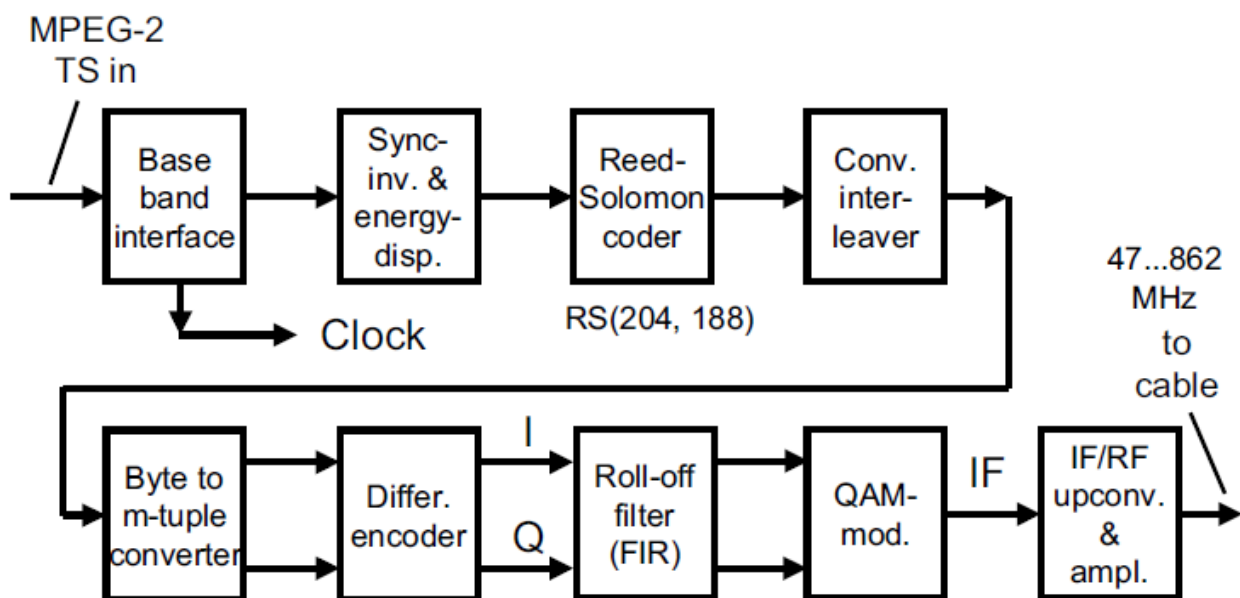 MPEG-2
TS in
Base
band
interface
Sync-
inv. &
energy-
disp.
Reed-
Solomon
coder
Conv.
inter-
leaver
RS(204, 188)
Clock
47...862
MHz
to
cable
Byte to
m-tuple
converter
Differ.
encoder
I
Q
Roll-off
filter
(FIR)
QAM-
mod.
IF
IF/RF
upconv.
&
ampl.